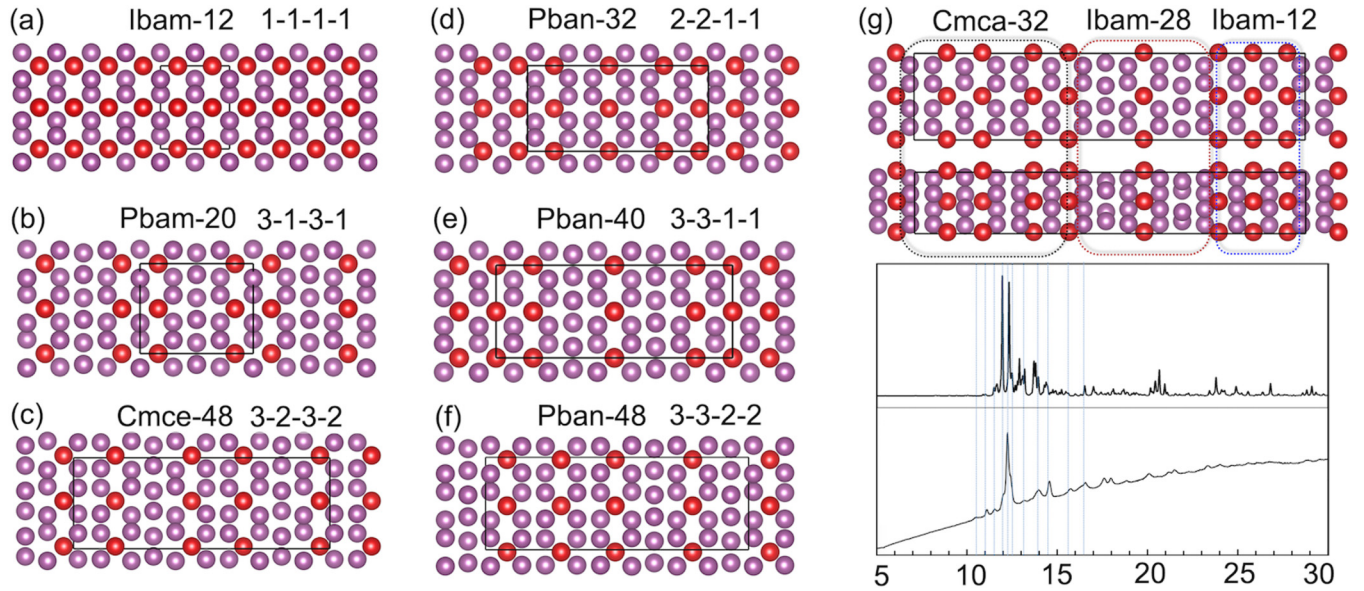 (a) Ibam-12 1-1-1-1
(b) Pbam-20 3-1-3-1
(c) Cmce-48 3-2-3-2
(d) Pban-32 2-2-1-1
(e) Pban-40 3-3-1-1
(f) Pban-48 3-3-2-2
(g) Cmca-32 Ibam-28 Ibam-12
5 10 15 20 25 30